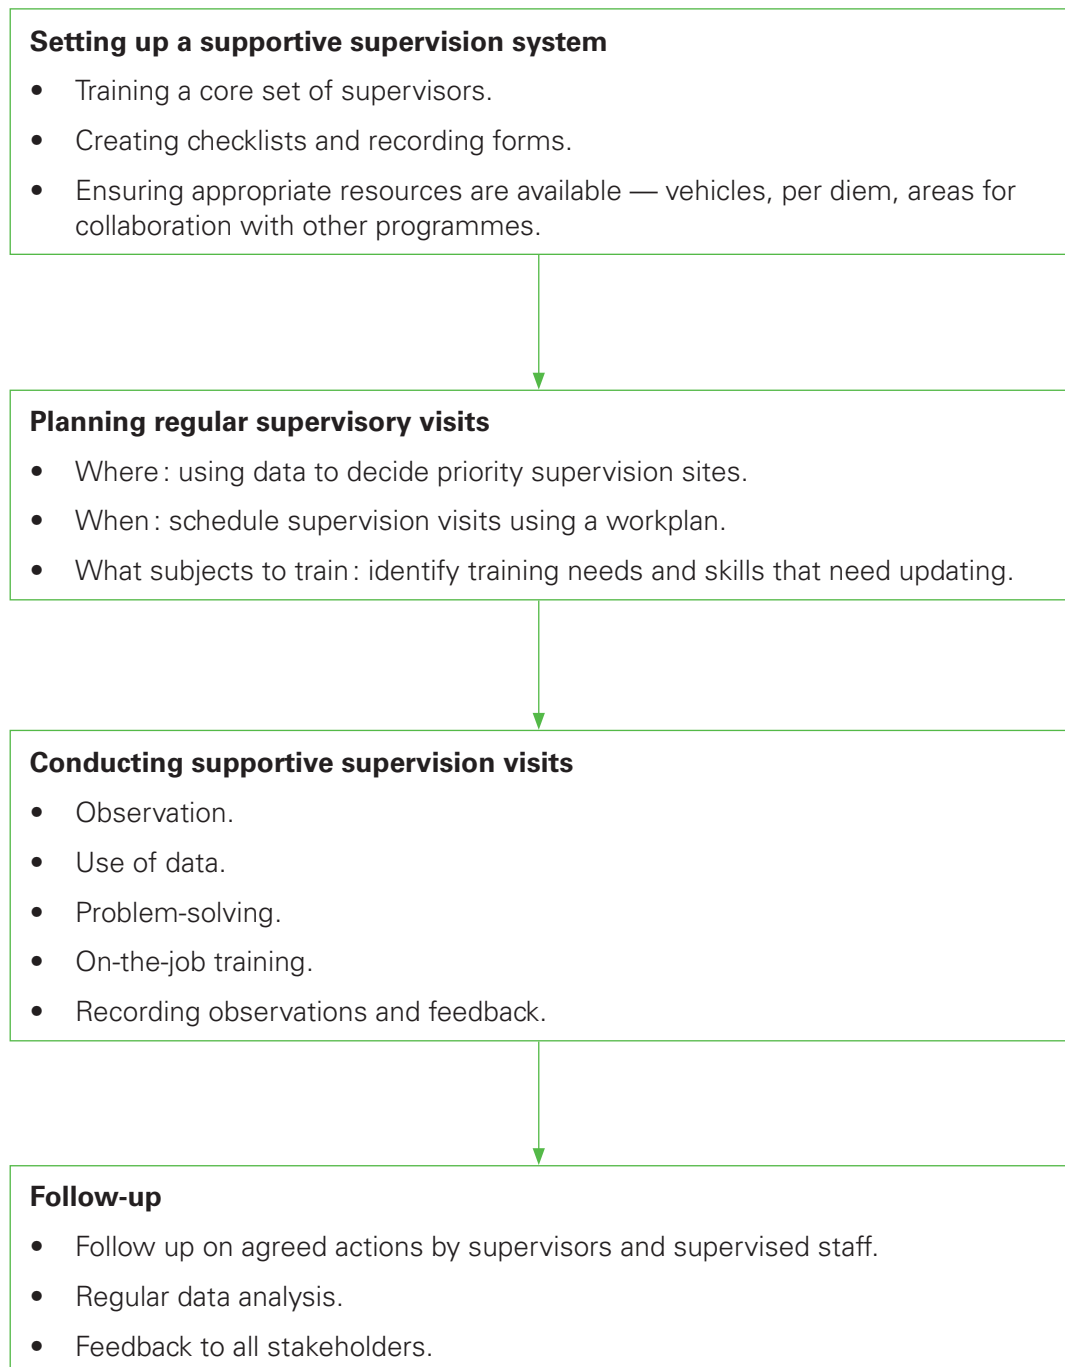 Setting up a supportive supervision system
• Training a core set of supervisors.
• Creating checklists and recording forms.
• Ensuring appropriate resources are available — vehicles, per diem, areas for
collaboration with other programmes.
Planning regular supervisory visits
• Where : using data to decide priority supervision sites.
• When : schedule supervision visits using a workplan.
• What subjects to train : identify training needs and skills that need updating.
Conducting supportive supervision visits
• Observation.
• Use of data.
• Problem-solving.
• On-the-job training.
• Recording observations and feedback.
Follow-up
• Follow up on agreed actions by supervisors and supervised staff.
• Regular data analysis.
• Feedback to all stakeholders.